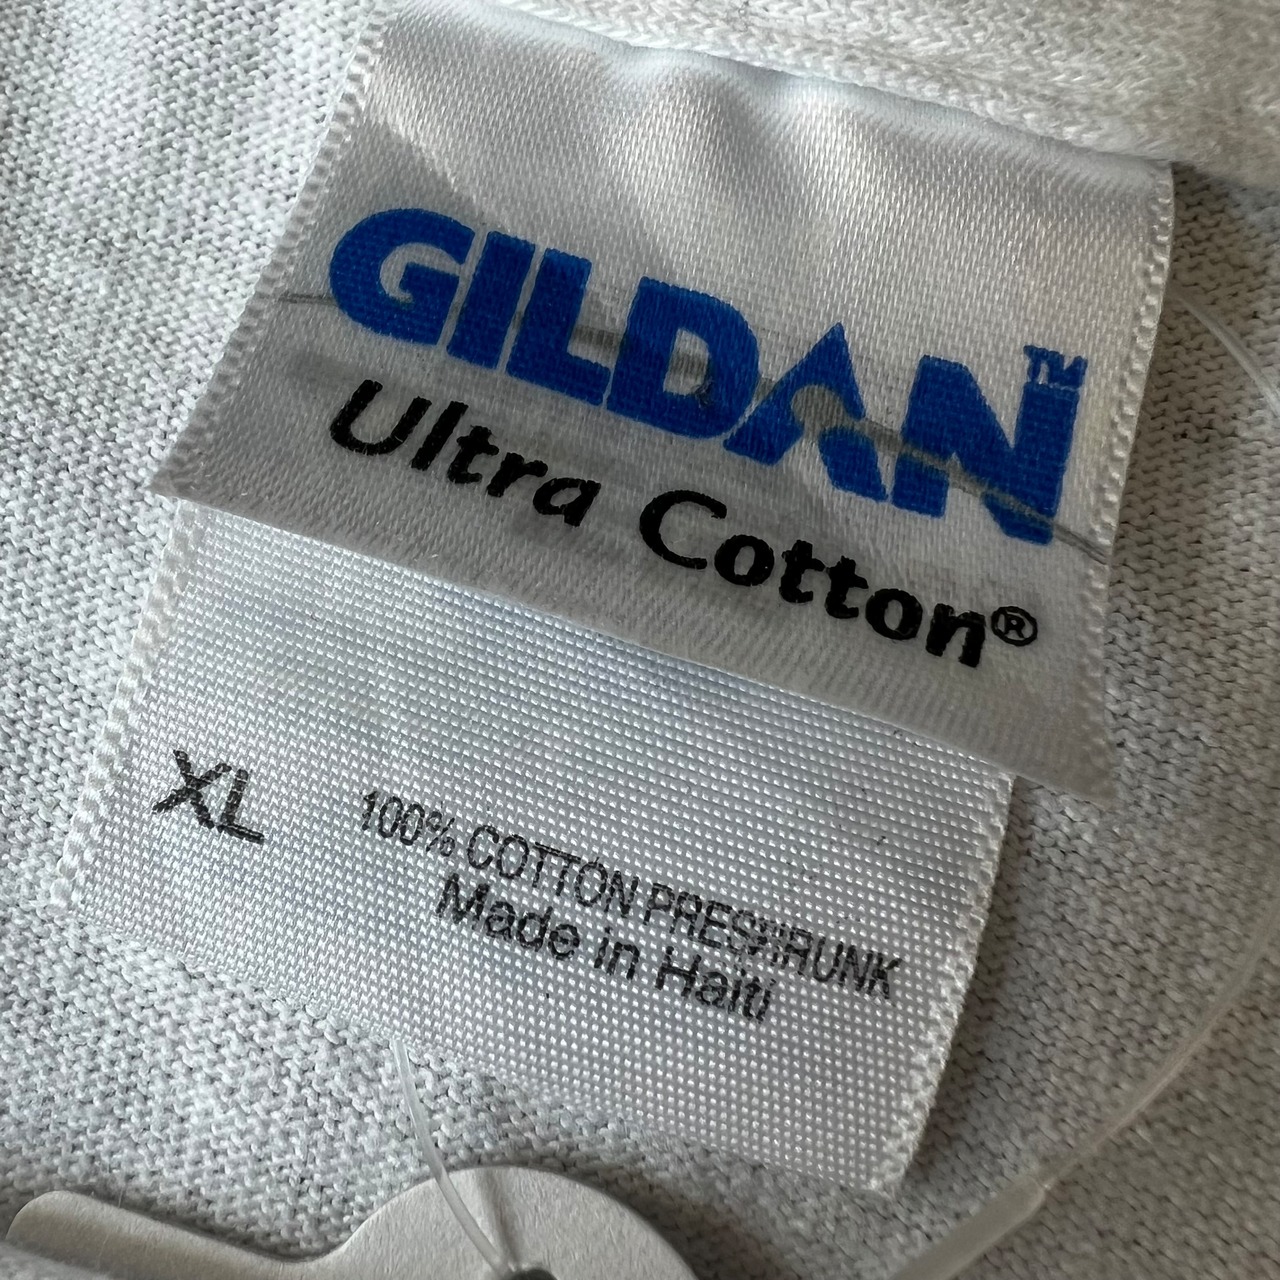 GILDAN™
Ultra Cotton®
XL
100% COTTON PRESHRUNK
Made in Haiti